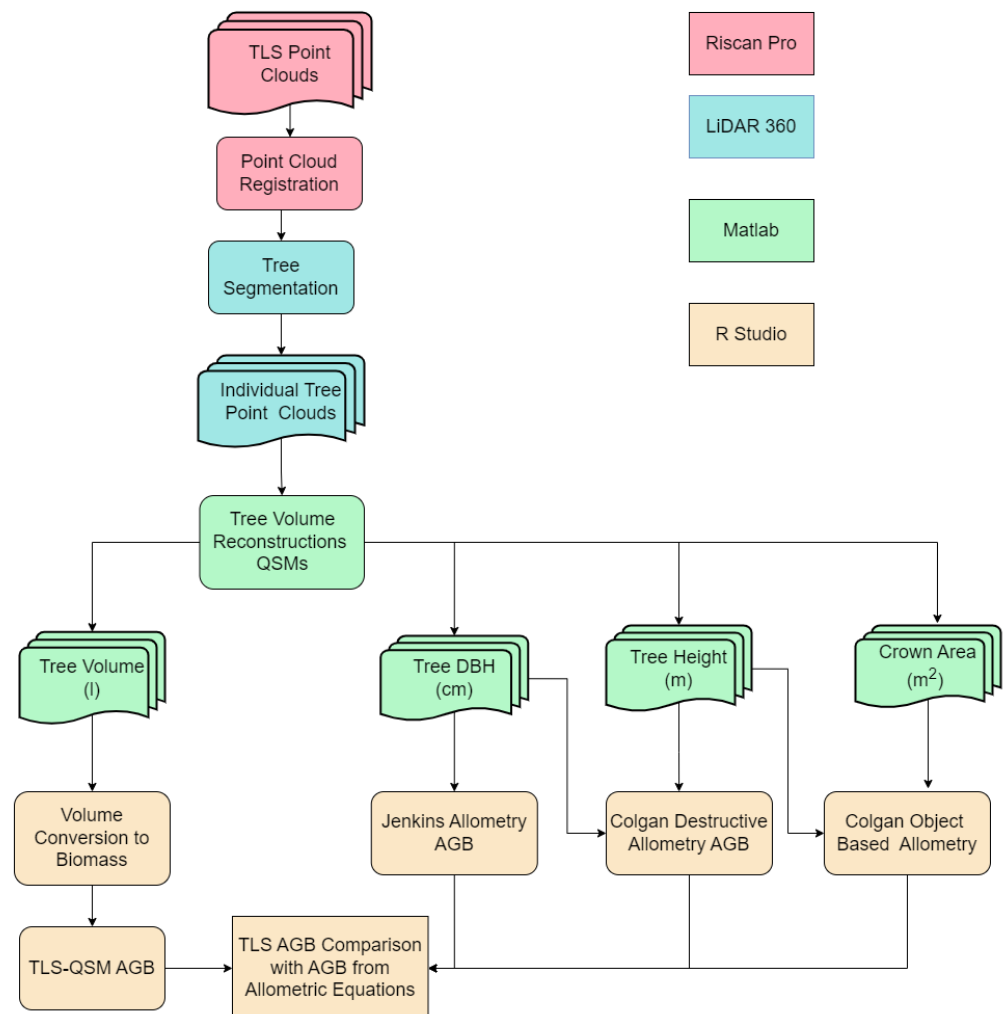 TLS Point
Clouds
Riscan Pro
LiDAR 360
Point Cloud
Registration
Matlab
Tree
Segmentation
R Studio
Individual Tree
Point Clouds
Tree Volume
Reconstructions
QSMs
Tree Volume
(l)
Tree DBH
(cm)
Tree Height
(m)
Crown Area
(m²)
Volume
Conversion to
Biomass
Jenkins Allometry
AGB
Colgan Destructive
Allometry AGB
Colgan Object
Based Allometry
TLS-QSM AGB
TLS AGB Comparison
with AGB from
Allometric Equations